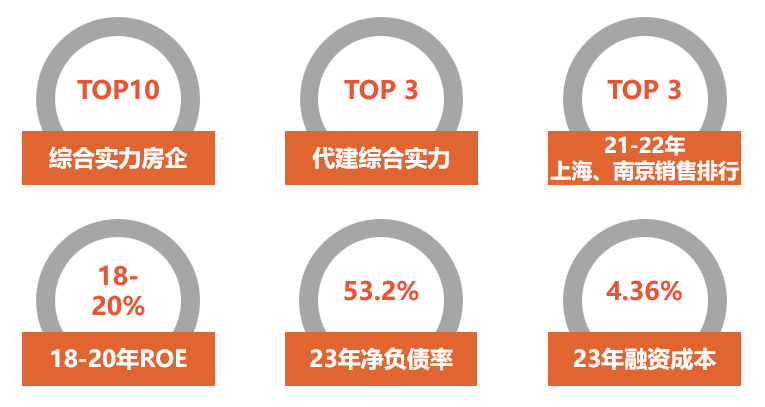 TOP10
综合实力房企
TOP 3
代建综合实力
TOP 3
21-22年
上海、南京销售排行
18-
20%
18-20年ROE
53.2%
23年净负债率
4.36%
23年融资成本